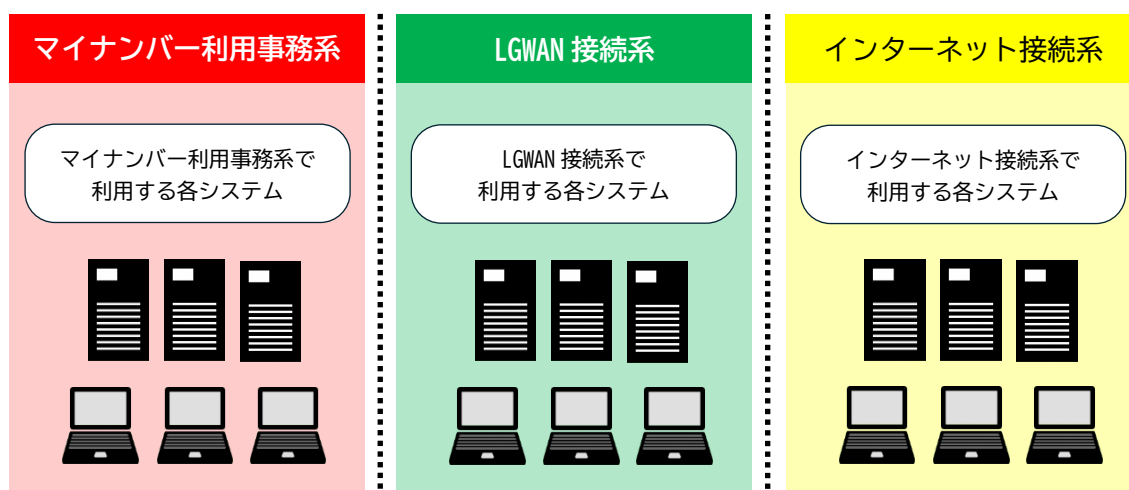 マイナンバー利用事務系
LGWAN 接続系
インターネット接続系
マイナンバー利用事務系で
利用する各システム
LGWAN 接続系で
利用する各システム
インターネット接続系で
利用する各システム